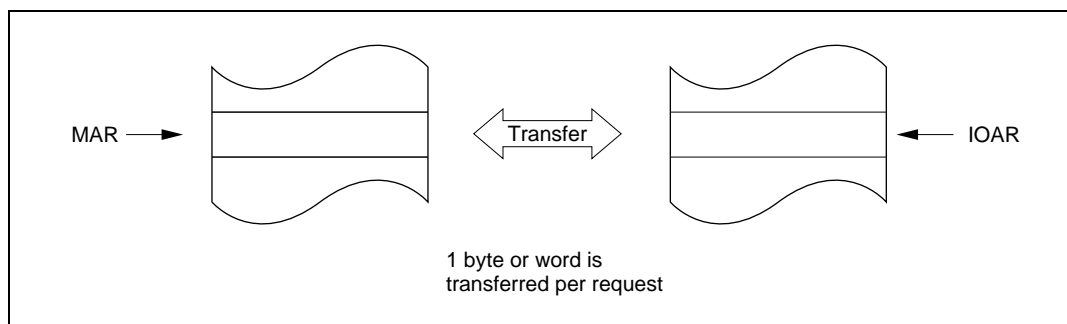 MAR
Transfer
IOAR
1 byte or word is
transferred per request